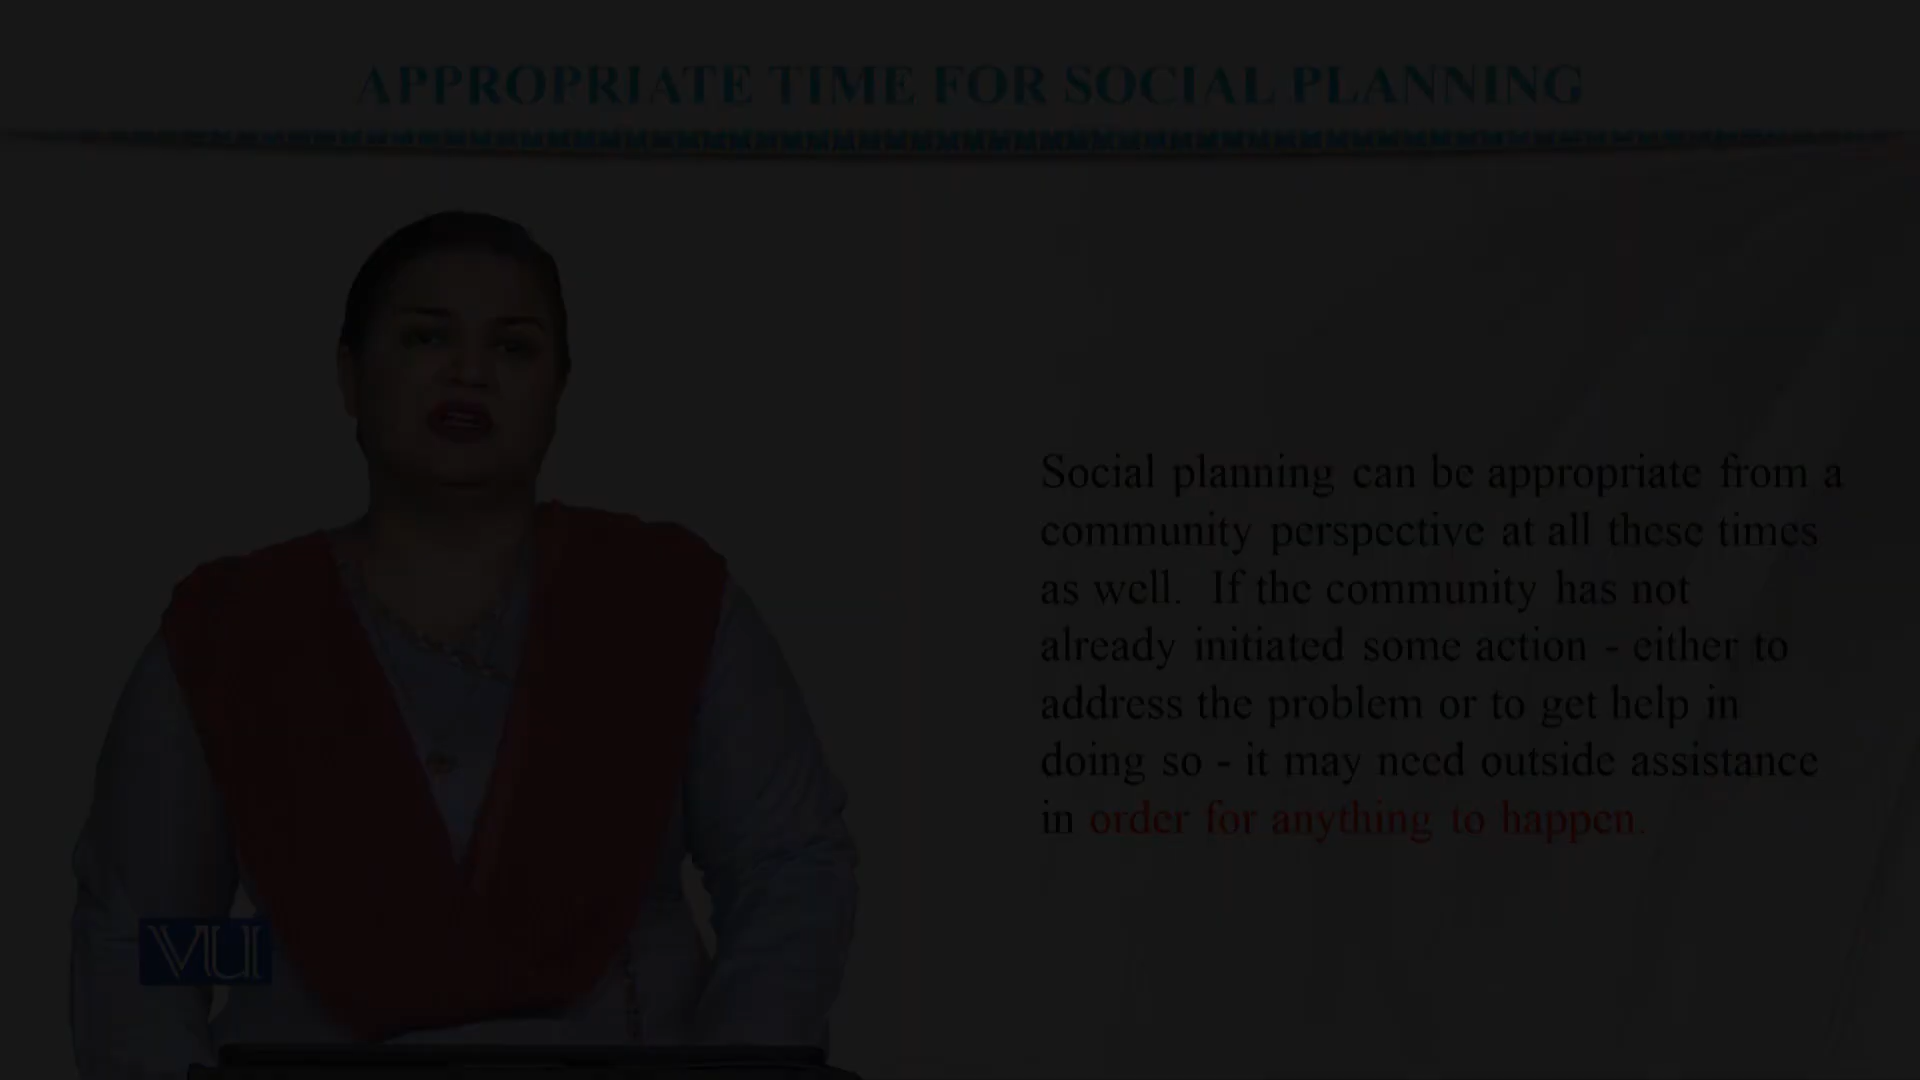 APPROPRIATE TIME FOR SOCIAL PLANNING
Social planning can be appropriate from a
community perspective at all these times
as well. If the community has not
already initiated some action - either to
address the problem or to get help in
doing so - it may need outside assistance
in order for anything to happen.
VU